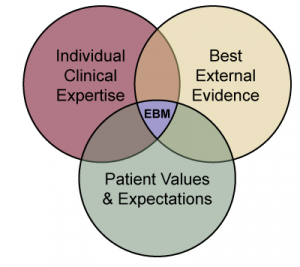 Individual
Clinical
Expertise
Best
External
Evidence
EBM
Patient Values
& Expectations